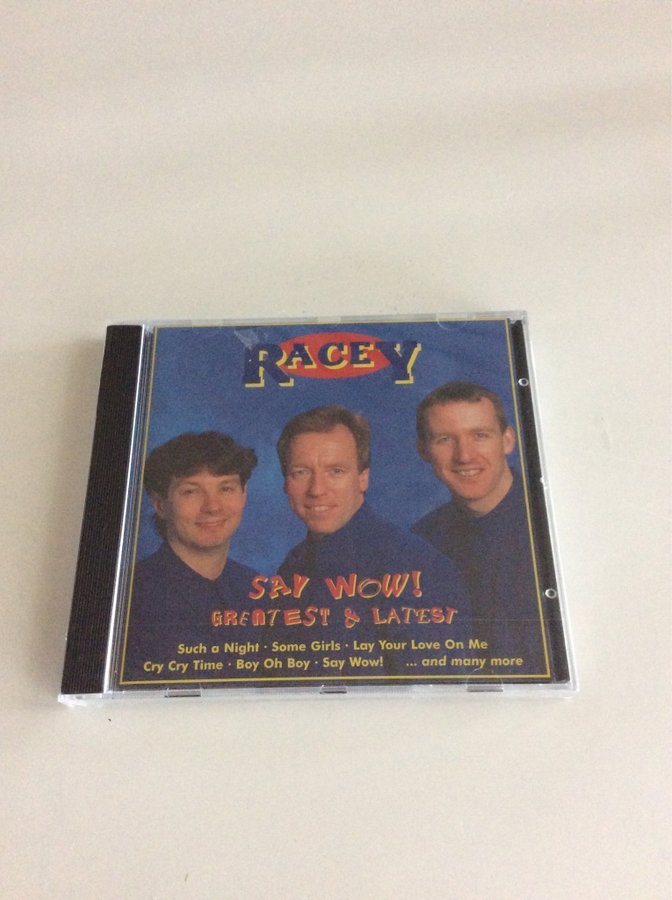 RACEY
SAY WOW!
GREATEST & LATEST
Such a Night · Some Girls · Lay Your Love On Me
Cry Cry Time · Boy Oh Boy · Say Wow! ... and many more